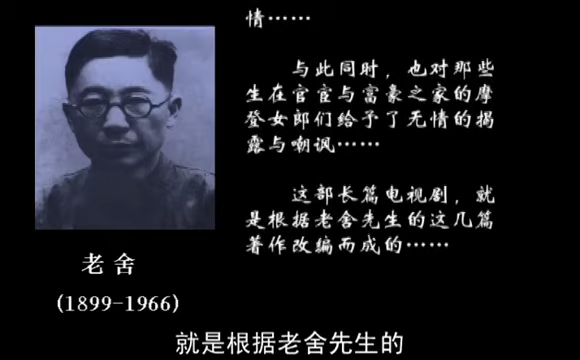 情……
与此同时，也对那些
生在官宦与富豪之家的摩
登女郎们给予了无情的揭
露与嘲讽……
这部长篇电视剧，就
是根据老舍先生的这几篇
著作改编而成的……
老舍
(1899-1966)
就是根据老舍先生的